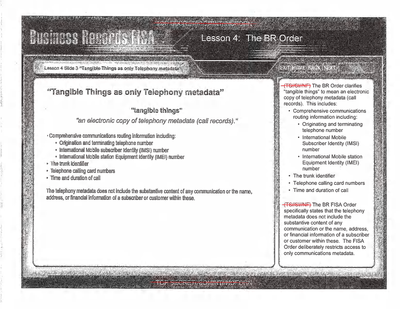 Business Records FISA
Lesson 4: The BR Order
Lesson 4 Slide 3 "Tangible Things as only Telephony metadata"
EXIT HOME BACK NEXT
"Tangible Things as only Telephony metadata"
"tangible things"
"an electronic copy of telephony metadata (call records)."
· Comprehensive communications routing information including:
• Origination and terminating telephone number
• International Mobile subscriber Identity (IMSI) number
• International Mobile station Equipment Identity (IMEI) number
• The trunk identifier
• Telephone calling card numbers
• Time and duration of call
The telephony metadata does not include the substantive content of any communication or the name,
address, or financial information of a subscriber or customer within these.
(TS//SI//NF) The BR Order clarifies
"tangible things" to mean an electronic
copy of telephony metadata (call
records). This includes:
• Comprehensive communications
routing information including:
• Originating and terminating
telephone number
• International Mobile
Subscriber Identity (IMSI)
number
• International Mobile station
Equipment Identity (IMEI)
number
• The trunk identifier
• Telephone calling card numbers
• Time and duration of call
(TS//SI//NF) The BR FISA Order
specifically states that the telephony
metadata does not include the
substantive content of any
communication or the name, address,
or financial information of a subscriber
or customer within these. The FISA
Order deliberately restricts access to
only communications metadata.